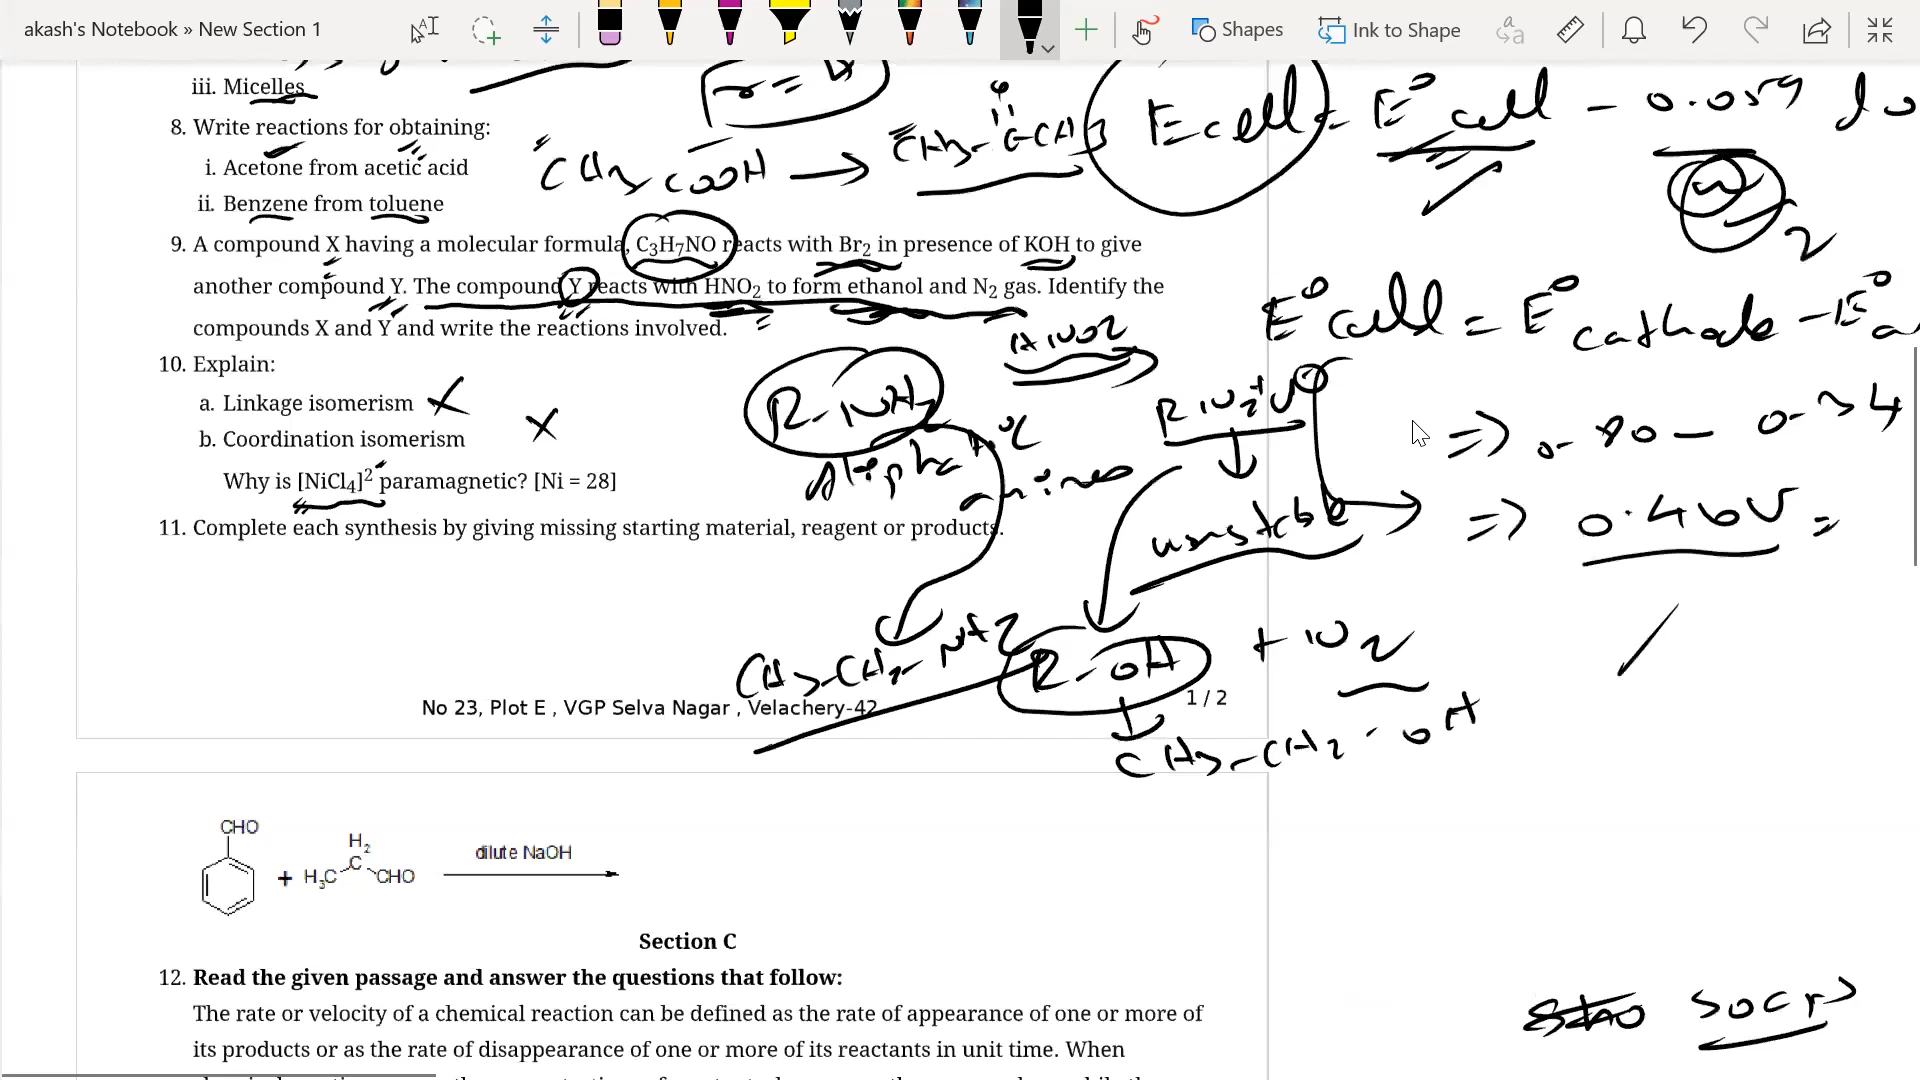 akash's Notebook » New Section 1
Shapes
Ink to Shape
iii. Micelles
8. Write reactions for obtaining:
i. Acetone from acetic acid
ii. Benzene from toluene
CH3COOH → CH3-C-CH3
O
Ecell = E° cell - 0.059
2
9. A compound X having a molecular formula, C3H7NO reacts with Br2 in presence of KOH to give
another compound Y. The compound Y reacts with HNO2 to form ethanol and N2 gas. Identify the
compounds X and Y and write the reactions involved.
E° cell = E° cathode - E° a
10. Explain:
a. Linkage isomerism
b. Coordination isomerism
Why is [NiCl4]2- paramagnetic? [Ni = 28]
R-NH2
HNO2
Aliphatic
amines
unstable
=> 0.80 - 0.34
=> 0.46V =
11. Complete each synthesis by giving missing starting material, reagent or products.
CH3-CH2-NH2
R-OH + N2
CH3-CH2-OH
No 23, Plot E , VGP Selva Nagar , Velachery-42
1 / 2
CHO
+ H3C C H2 CHO
dilute NaOH
Section C
12. Read the given passage and answer the questions that follow:
The rate or velocity of a chemical reaction can be defined as the rate of appearance of one or more of
its products or as the rate of disappearance of one or more of its reactants in unit time. When